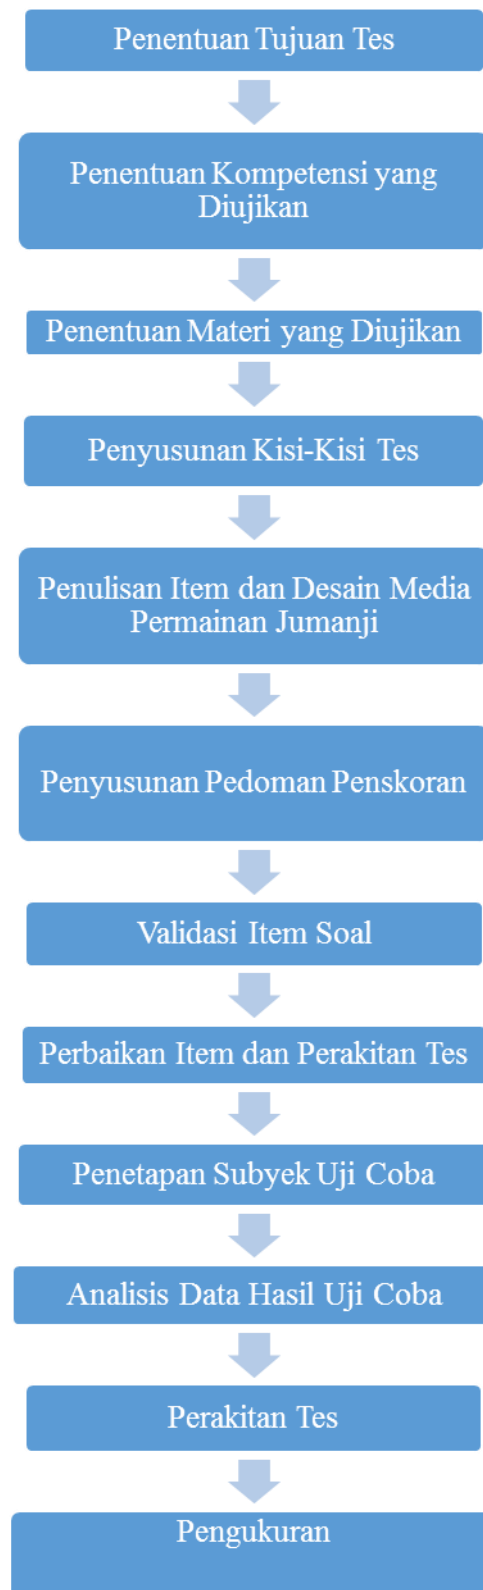 Penentuan Tujuan Tes
Penentuan Kompetensi yang
Diujikan
Penentuan Materi yang Diujikan
Penyusunan Kisi-Kisi Tes
Penulisan Item dan Desain Media
Permainan Jumanji
Penyusunan Pedoman Penskoran
Validasi Item Soal
Perbaikan Item dan Perakitan Tes
Penetapan Subyek Uji Coba
Analisis Data Hasil Uji Coba
Perakitan Tes
Pengukuran